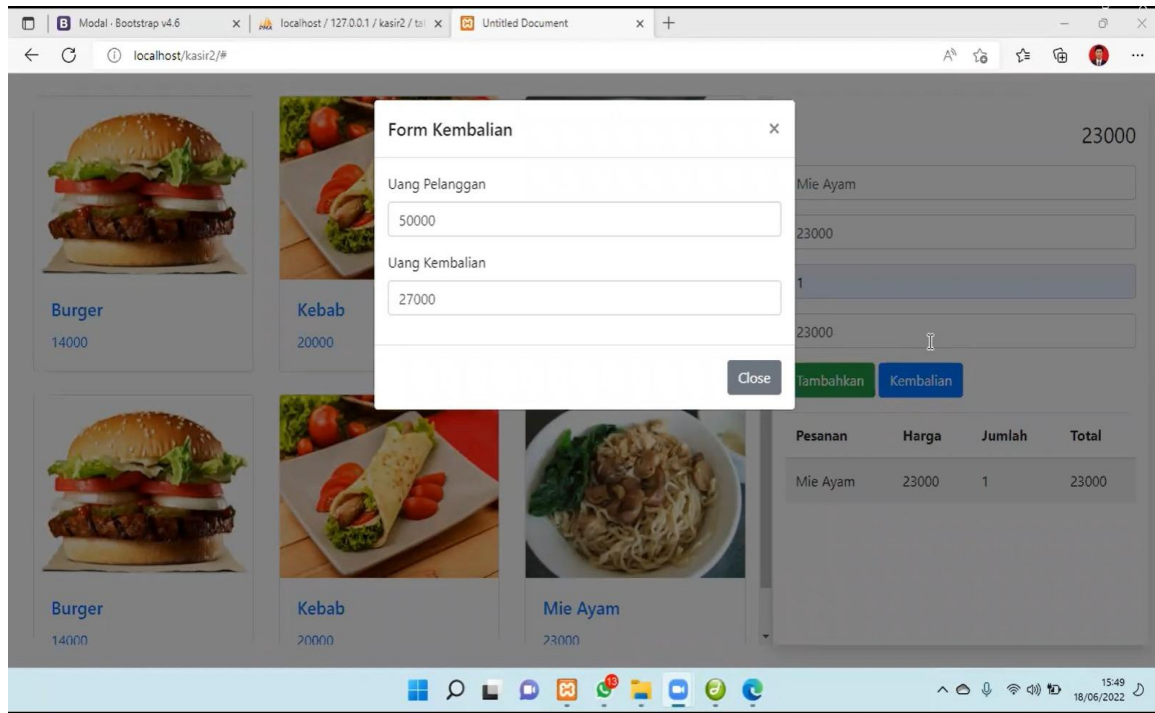 Modal · Bootstrap v4.6
localhost / 127.0.0.1 / kasir2 / tal
Untitled Document
localhost/kasir2/#
Form Kembalian
×
Uang Pelanggan
50000
Uang Kembalian
27000
Close
Burger
14000
Kebab
20000
Burger
14000
Kebab
20000
Mie Ayam
23000
23000
Mie Ayam
23000
1
23000
Tambahkan
Kembalian
Pesanan Harga Jumlah Total
Mie Ayam 23000 1 23000
13
15:49
18/06/2022